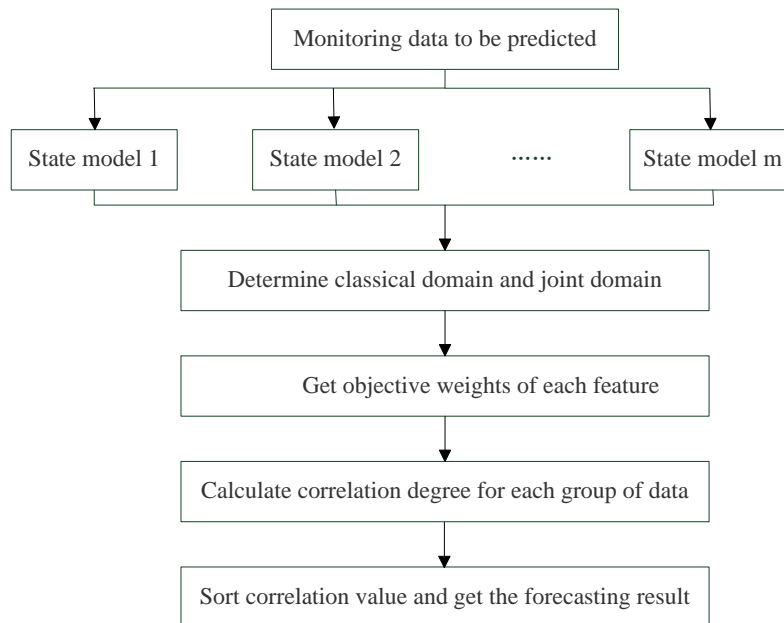 Monitoring data to be predicted
State model 1
State model 2
......
State model m
Determine classical domain and joint domain
Get objective weights of each feature
Calculate correlation degree for each group of data
Sort correlation value and get the forecasting result